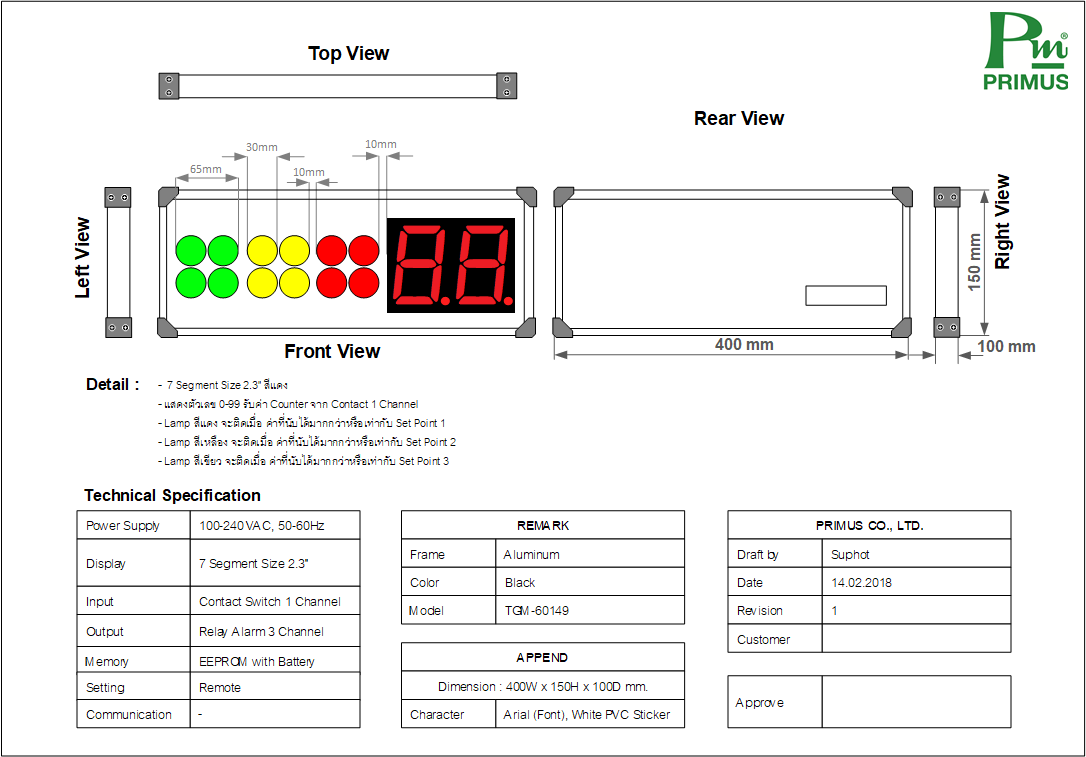 Top View
Pm®
PRIMUS
Rear View
30mm
10mm
65mm
10mm
Left View
88
Right View
150 mm
Front View
400 mm
100 mm
Detail :
- 7 Segment Size 2.3" สีแดง
- แสดงตัวเลข 0-99 รับค่า Counter จาก Contact 1 Channel
- Lamp สีแดง จะติดเมื่อ ค่าที่นับได้มากกว่าหรือเท่ากับ Set Point 1
- Lamp สีเหลือง จะติดเมื่อ ค่าที่นับได้มากกว่าหรือเท่ากับ Set Point 2
- Lamp สีเขียว จะติดเมื่อ ค่าที่นับได้มากกว่าหรือเท่ากับ Set Point 3
Technical Specification
Power Supply 100-240VAC, 50-60Hz
Display 7 Segment Size 2.3"
Input Contact Switch 1 Channel
Output Relay Alarm 3 Channel
Memory EEPROM with Battery
Setting Remote
Communication -
REMARK
Frame Aluminum
Color Black
Model TGM-60149
APPEND
Dimension : 400W x 150H x 100D mm.
Character Arial (Font), White PVC Sticker
PRIMUS CO., LTD.
Draft by Suphot
Date 14.02.2018
Revision 1
Customer
Approve